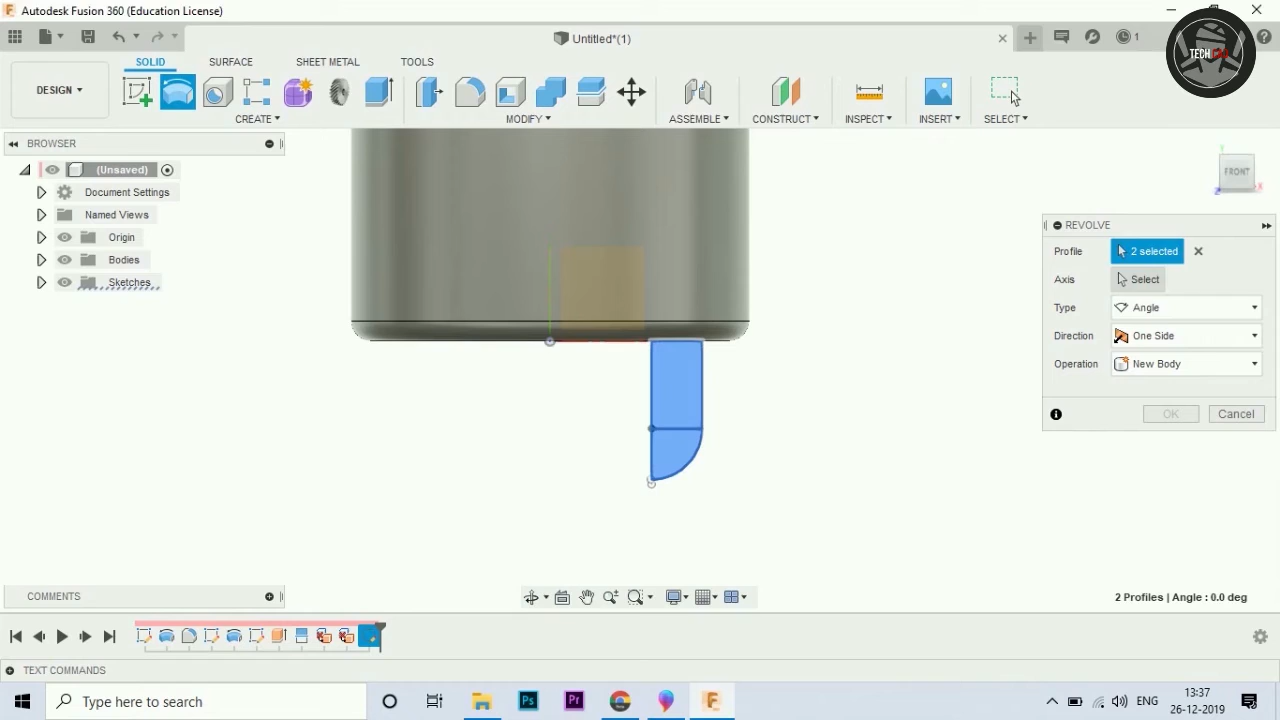 Autodesk Fusion 360 (Education License)
Untitled*(1)
1
TECH
SOLID SURFACE SHEET METAL TOOLS
DESIGN
CREATE MODIFY ASSEMBLE CONSTRUCT INSPECT INSERT SELECT
BROWSER
(Unsaved)
Document Settings
Named Views
Origin
Bodies
Sketches
FRONT
Y
Z
X
REVOLVE
Profile 2 selected
Axis Select
Type Angle
Direction One Side
Operation New Body
OK Cancel
COMMENTS
2 Profiles | Angle : 0.0 deg
TEXT COMMANDS
Type here to search
Ps
Pr
ENG
13:37
26-12-2019